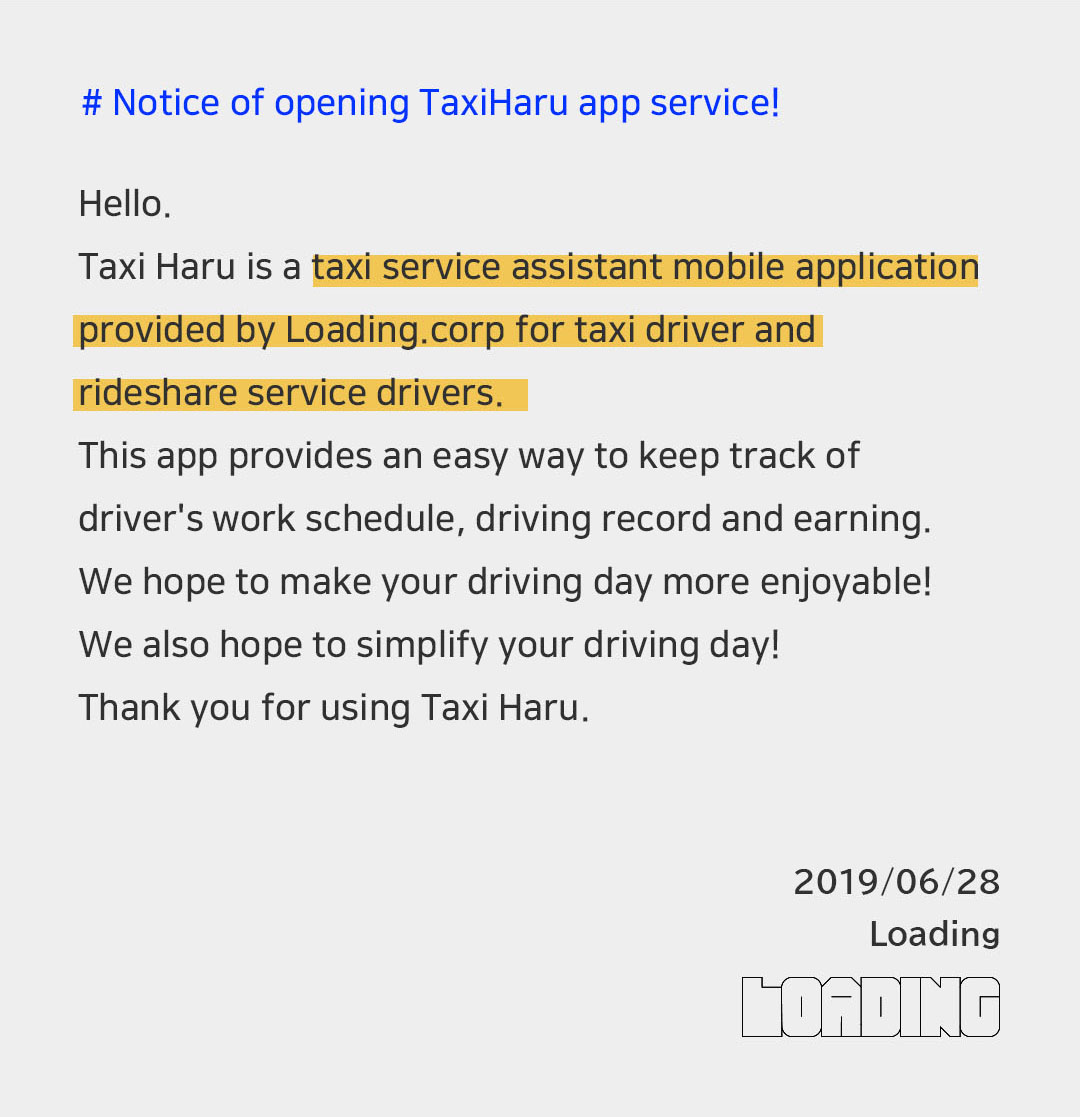 # Notice of opening TaxiHaru app service!
Hello.
Taxi Haru is a taxi service assistant mobile application
provided by Loading.corp for taxi driver and
rideshare service drivers.
This app provides an easy way to keep track of
driver's work schedule, driving record and earning.
We hope to make your driving day more enjoyable!
We also hope to simplify your driving day!
Thank you for using Taxi Haru.
2019/06/28
Loading
LOADING